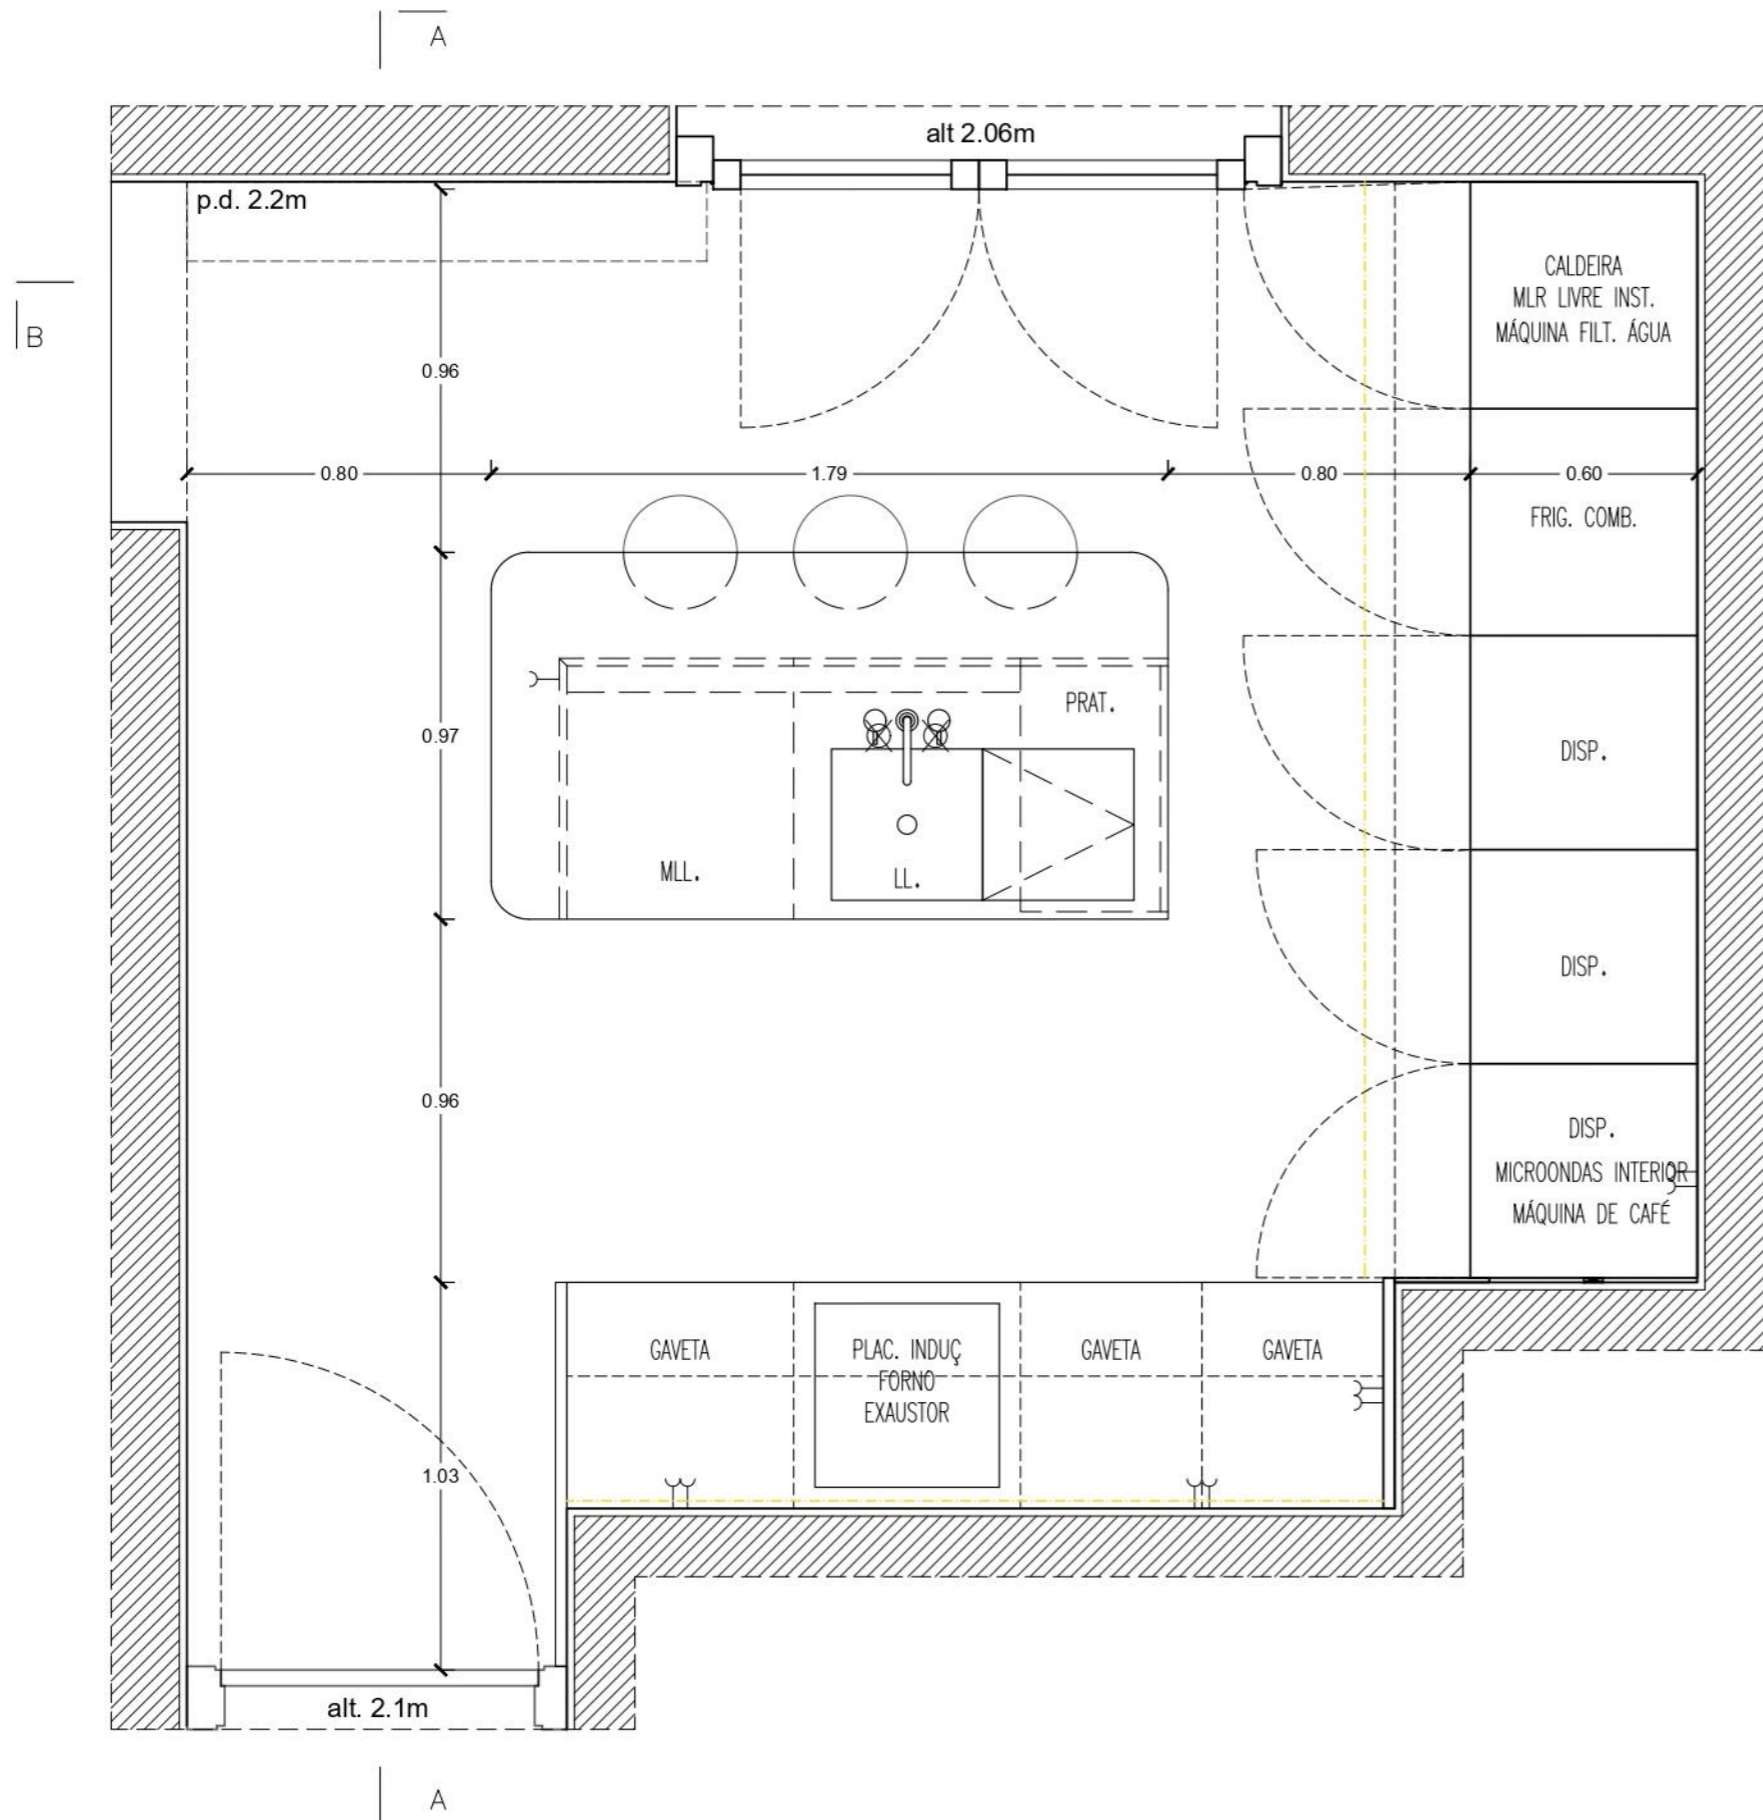 A
alt 2.06m
p.d. 2.2m
CALDEIRA
MLR LIVRE INST.
MÁQUINA FILT. ÁGUA
B
0.96
0.80
1.79
0.80
0.60
FRIG. COMB.
PRAT.
0.97
DISP.
MLL.
LL.
DISP.
0.96
DISP.
MICROONDAS INTERIOR
MÁQUINA DE CAFÉ
GAVETA
PLAC. INDUÇ
FORNO
EXAUSTOR
GAVETA
GAVETA
1.03
alt. 2.1m
A